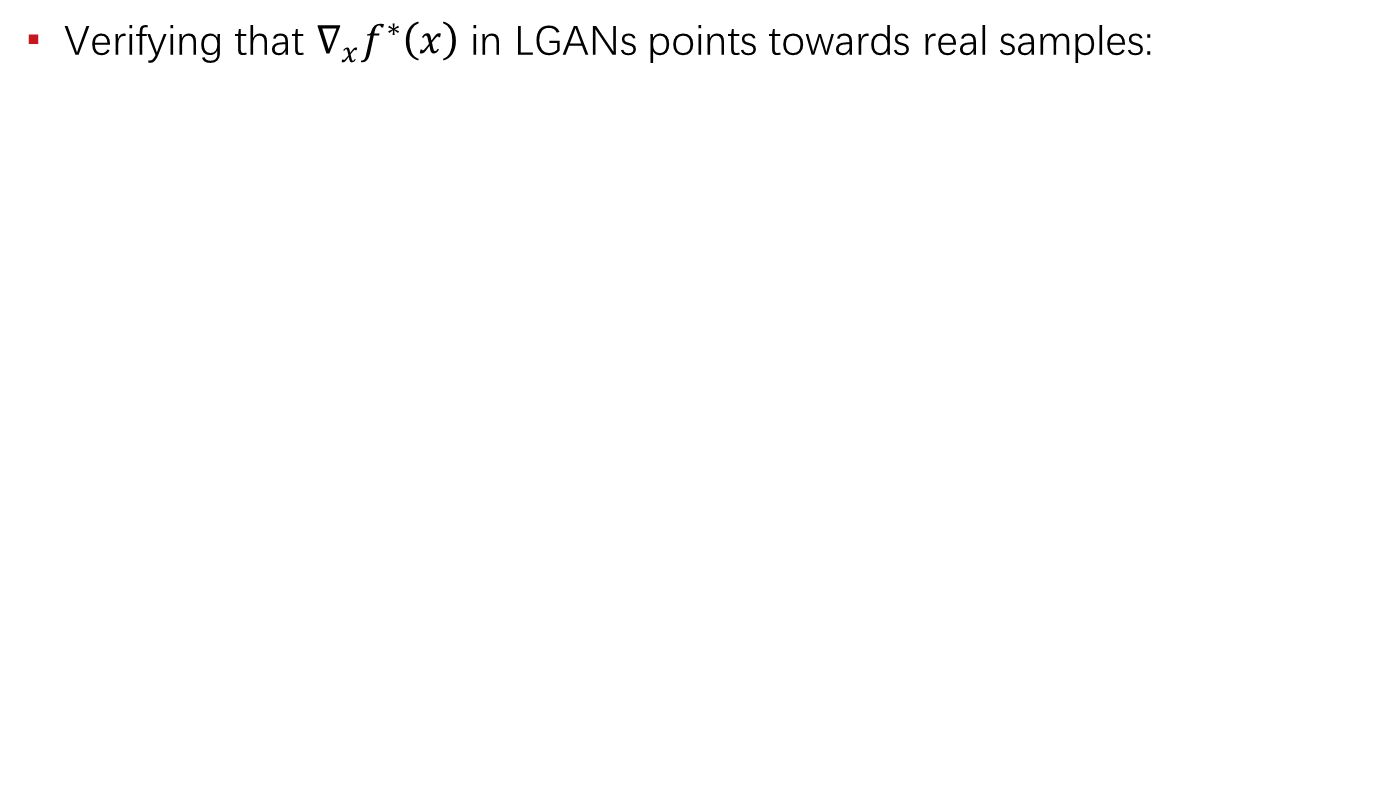 ▪ Verifying that ∇ₓf*(x) in LGANs points towards real samples: